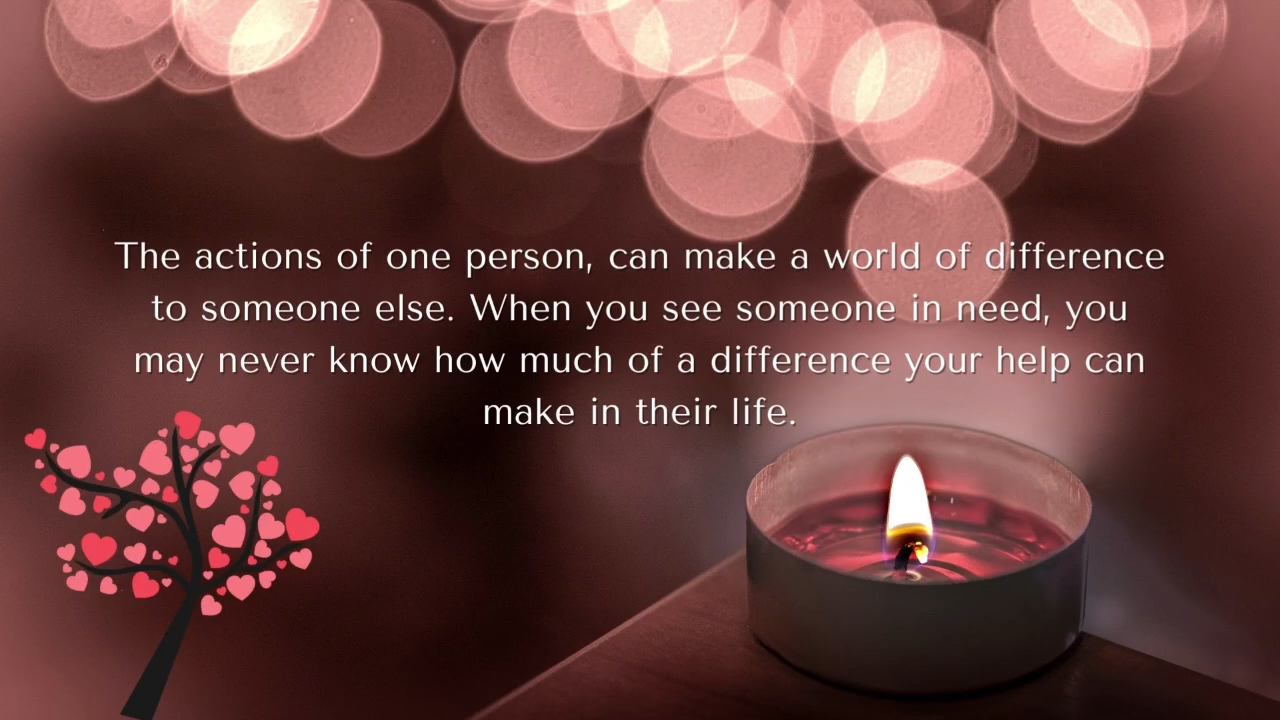 The actions of one person, can make a world of difference
to someone else. When you see someone in need, you
may never know how much of a difference your help can
make in their life.